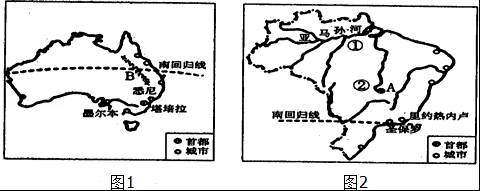 南回归线
B
悉尼
堪培拉
墨尔本
首都
城市
图1
亚马孙河
①
②
A
南回归线
里约热内卢
圣保罗
首都
城市
图2